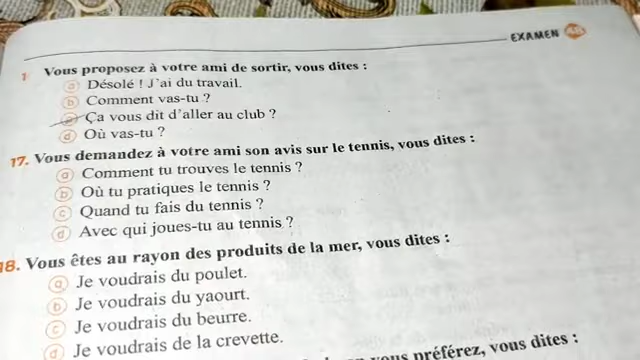 EXAMEN 48
1 Vous proposez à votre ami de sortir, vous dites :
a Désolé ! J'ai du travail.
b Comment vas-tu ?
Ça vous dit d'aller au club ?
d Où vas-tu ?
17. Vous demandez à votre ami son avis sur le tennis, vous dites :
a Comment tu trouves le tennis ?
b Où tu pratiques le tennis ?
c Quand tu fais du tennis ?
d Avec qui joues-tu au tennis ?
18. Vous êtes au rayon des produits de la mer, vous dites :
a Je voudrais du poulet.
b Je voudrais du yaourt.
c Je voudrais du beurre.
d Je voudrais de la crevette.
vous préférez, vous dites :